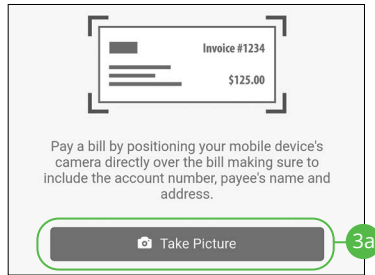 Invoice #1234
$125.00
Pay a bill by positioning your mobile device's
camera directly over the bill making sure to
include the account number, payee's name and
address.
Take Picture
3a